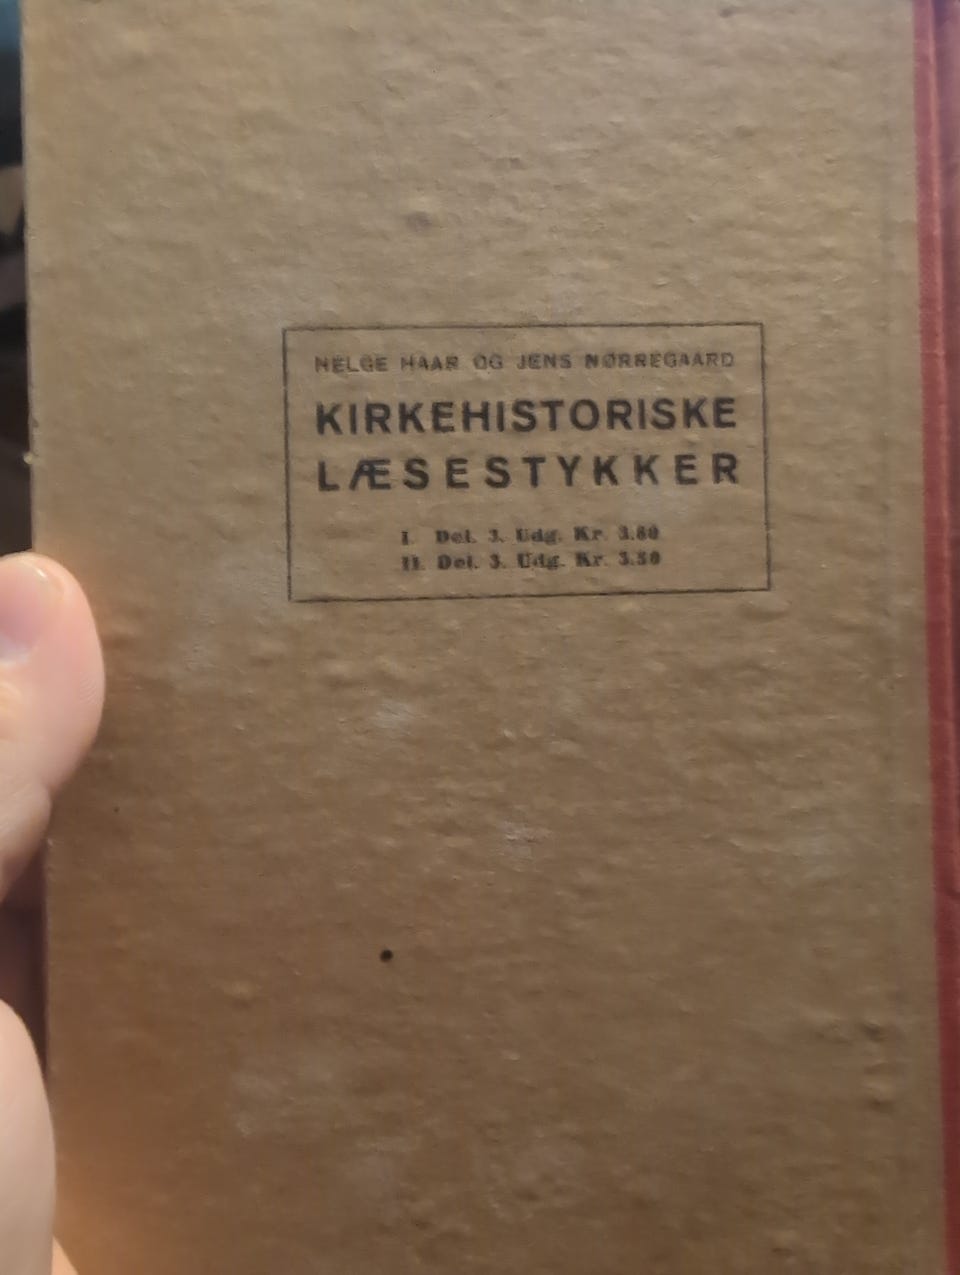 HELGE HAAR OG JENS NØRREGAARD
KIRKEHISTORISKE
LÆSESTYKKER
I. Del. 3. Udg. Kr. 3.80
II. Del. 3. Udg. Kr. 3.50